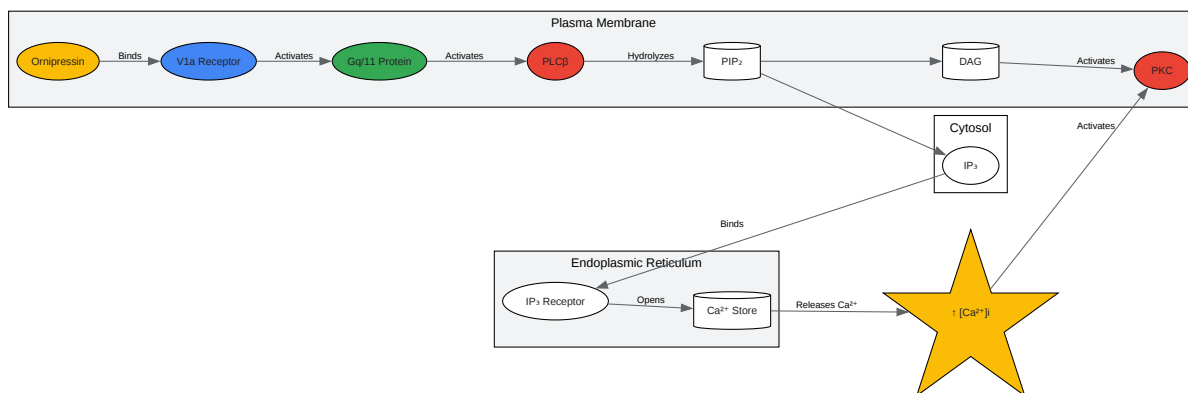 Plasma Membrane
Ornipressin
Binds
V1a Receptor
Activates
Gq/11 Protein
Activates
PLCβ
Hydrolyzes
PIP₂
DAG
Activates
PKC
Cytosol
IP₃
Activates
Binds
Endoplasmic Reticulum
IP₃ Receptor
Opens
Ca²⁺ Store
Releases Ca²⁺
↑ [Ca²⁺]i